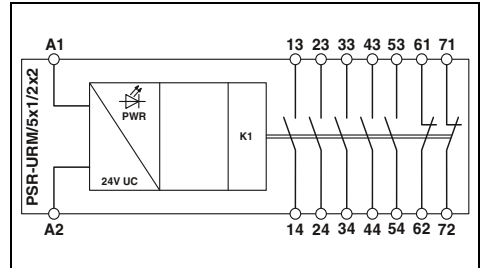 A1 13 23 33 43 53 61 71
PSR-URM/5x1/2x2
PWR
K1
24V UC
A2 14 24 34 44 54 62 72